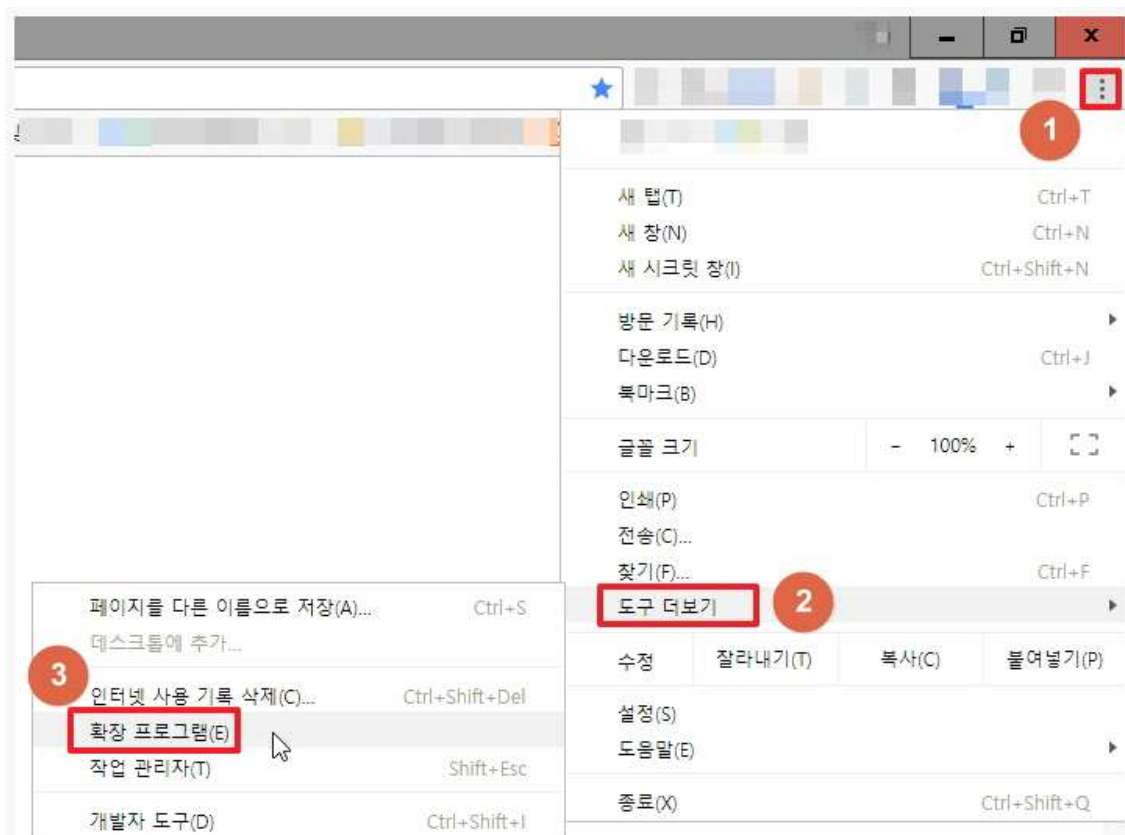 1
새 탭(T) Ctrl+T
새 창(N) Ctrl+N
새 시크릿 창(I) Ctrl+Shift+N
방문 기록(H)
다운로드(D) Ctrl+J
북마크(B)
글꼴 크기 - 100% +
인쇄(P) Ctrl+P
전송(C)...
찾기(F)... Ctrl+F
도구 더보기 2
수정 잘라내기(T) 복사(C) 붙여넣기(P)
설정(S)
도움말(E)
종료(X) Ctrl+Shift+Q
페이지를 다른 이름으로 저장(A)... Ctrl+S
데스크톱에 추가...
3
인터넷 사용 기록 삭제(C)... Ctrl+Shift+Del
확장 프로그램(E)
작업 관리자(T) Shift+Esc
개발자 도구(D) Ctrl+Shift+I